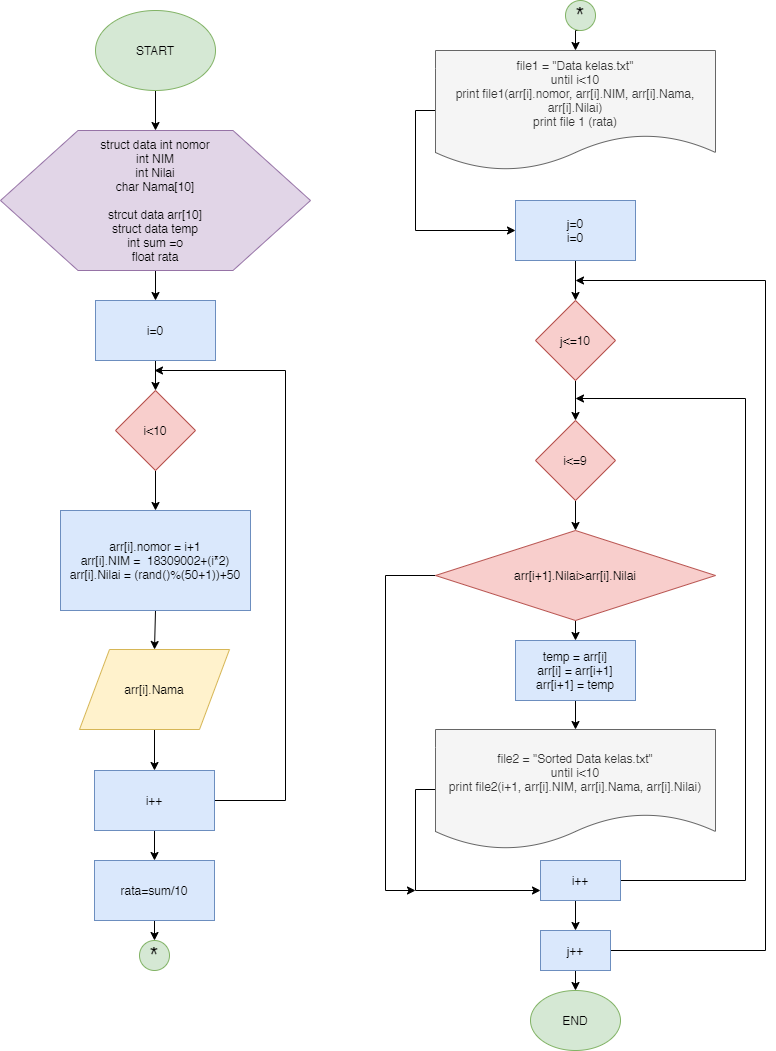 START
struct data int nomor
int NIM
int Nilai
char Nama[10]
strcut data arr[10]
struct data temp
int sum =o
float rata
i=0
i<10
arr[i].nomor = i+1
arr[i].NIM =  18309002+(i*2)
arr[i].Nilai = (rand()%(50+1))+50
arr[i].Nama
i++
rata=sum/10
*
*
file1 = "Data kelas.txt"
until i<10
print file1(arr[i].nomor, arr[i].NIM, arr[i].Nama,
arr[i].Nilai)
print file 1 (rata)
j=0
i=0
j<=10
i<=9
arr[i+1].Nilai>arr[i].Nilai
temp = arr[i]
arr[i] = arr[i+1]
arr[i+1] = temp
file2 = "Sorted Data kelas.txt"
until i<10
print file2(i+1, arr[i].NIM, arr[i].Nama, arr[i].Nilai)
i++
j++
END